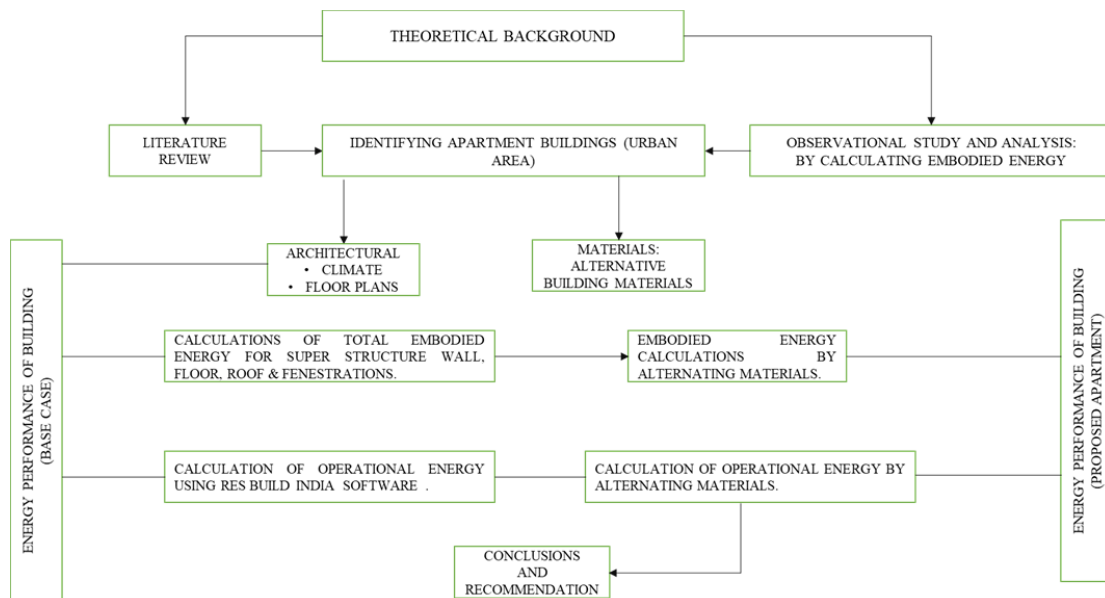 THEORETICAL BACKGROUND
LITERATURE
REVIEW
IDENTIFYING APARTMENT BUILDINGS (URBAN
AREA)
OBSERVATIONAL STUDY AND ANALYSIS:
BY CALCULATING EMBODIED ENERGY
ARCHITECTURAL
• CLIMATE
• FLOOR PLANS
MATERIALS:
ALTERNATIVE
BUILDING MATERIALS
ENERGY PERFORMANCE OF BUILDING
(BASE CASE)
CALCULATIONS OF TOTAL EMBODIED
ENERGY FOR SUPER STRUCTURE WALL,
FLOOR, ROOF & FENESTRATIONS.
EMBODIED ENERGY
CALCULATIONS BY
ALTERNATING MATERIALS.
ENERGY PERFORMANCE OF BUILDING
(PROPOSED APARTMENT)
CALCULATION OF OPERATIONAL ENERGY
USING RES BUILD INDIA SOFTWARE .
CALCULATION OF OPERATIONAL ENERGY BY
ALTERNATING MATERIALS.
CONCLUSIONS
AND
RECOMMENDATION